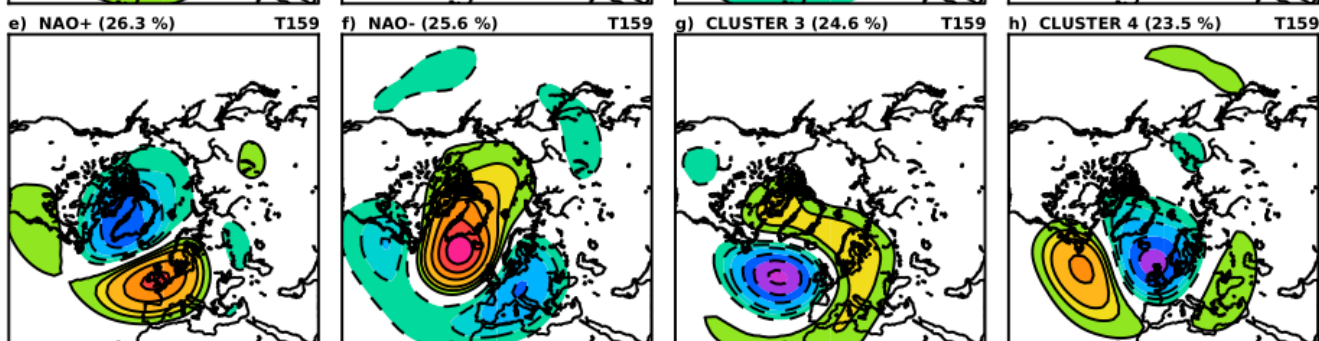 e) NAO+ (26.3 %) T159
f) NAO- (25.6 %) T159
g) CLUSTER 3 (24.6 %) T159
h) CLUSTER 4 (23.5 %) T159